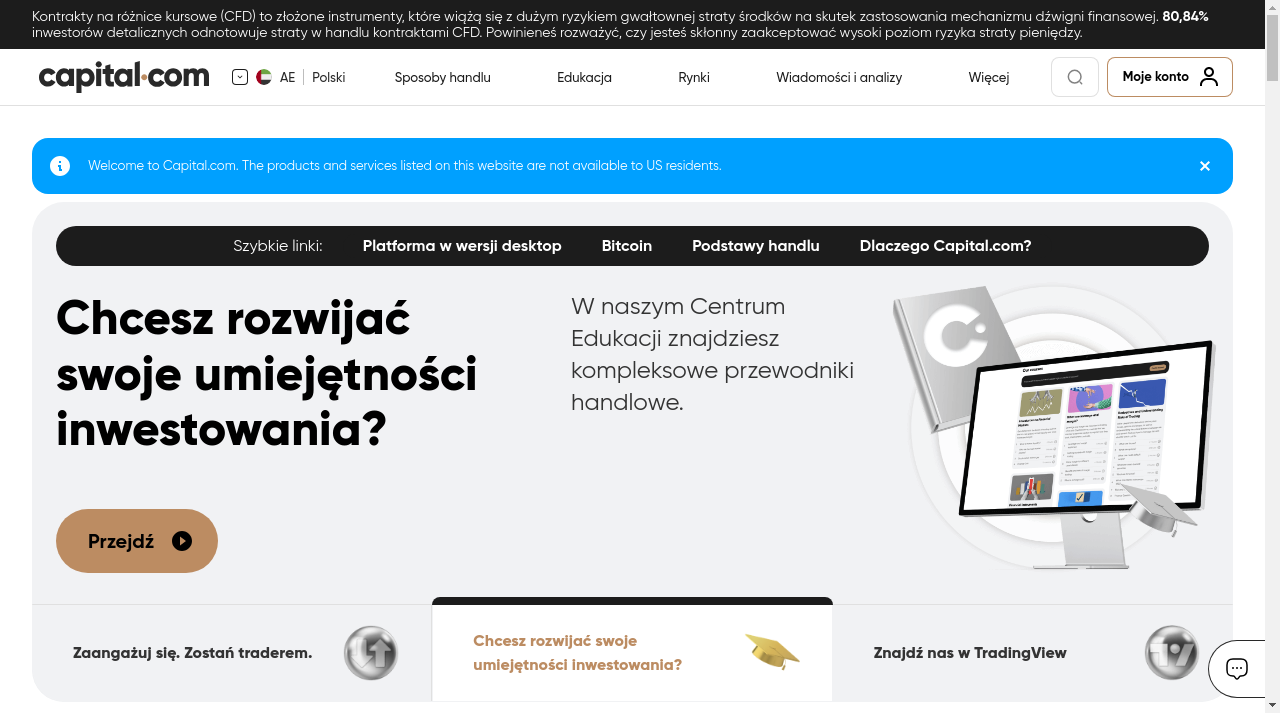 Kontrakty na różnice kursowe (CFD) to złożone instrumenty, które wiążą się z dużym ryzykiem gwałtownej straty środków na skutek zastosowania mechanizmu dźwigni finansowej. 80,84%
inwestorów detalicznych odnotowuje straty w handlu kontraktami CFD. Powinieneś rozważyć, czy jesteś skłonny zaakceptować wysoki poziom ryzyka straty pieniędzy.
capital.com AE Polski Sposoby handlu Edukacja Rynki Wiadomości i analizy Więcej Moje konto
Welcome to Capital.com. The products and services listed on this website are not available to US residents.
Szybkie linki: Platforma w wersji desktop Bitcoin Podstawy handlu Dlaczego Capital.com?
Chcesz rozwijać
swoje umiejętności
inwestowania?
W naszym Centrum
Edukacji znajdziesz
kompleksowe przewodniki
handlowe.
Przejdź
Zaangażuj się. Zostań traderem.
Chcesz rozwijać swoje
umiejętności inwestowania?
Znajdź nas w TradingView